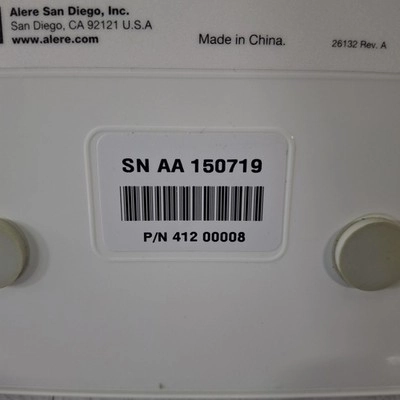 Alere San Diego, Inc.
San Diego, CA 92121 U.S.A
www.alere.com
Made in China.
26132 Rev. A
SN AA 150719
P/N 412 00008